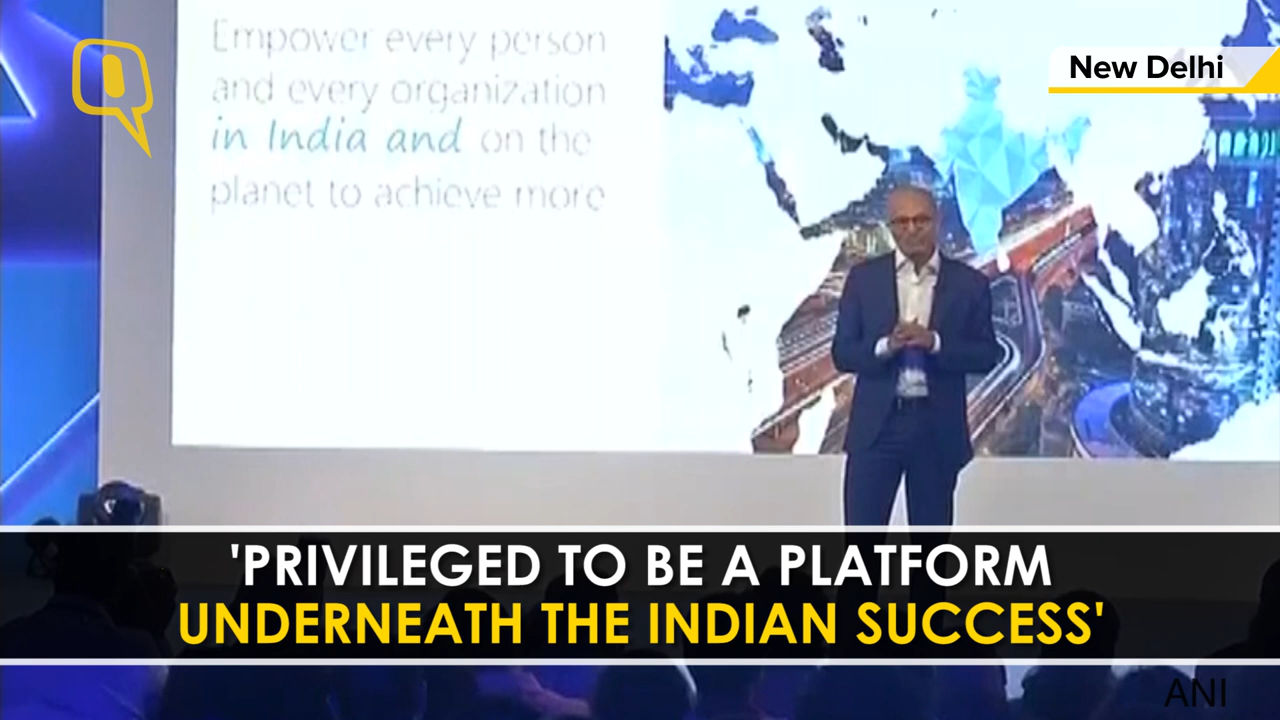 Empower every person
and every organization
in India and on the
planet to achieve more
New Delhi
'PRIVILEGED TO BE A PLATFORM
UNDERNEATH THE INDIAN SUCCESS'
ANI